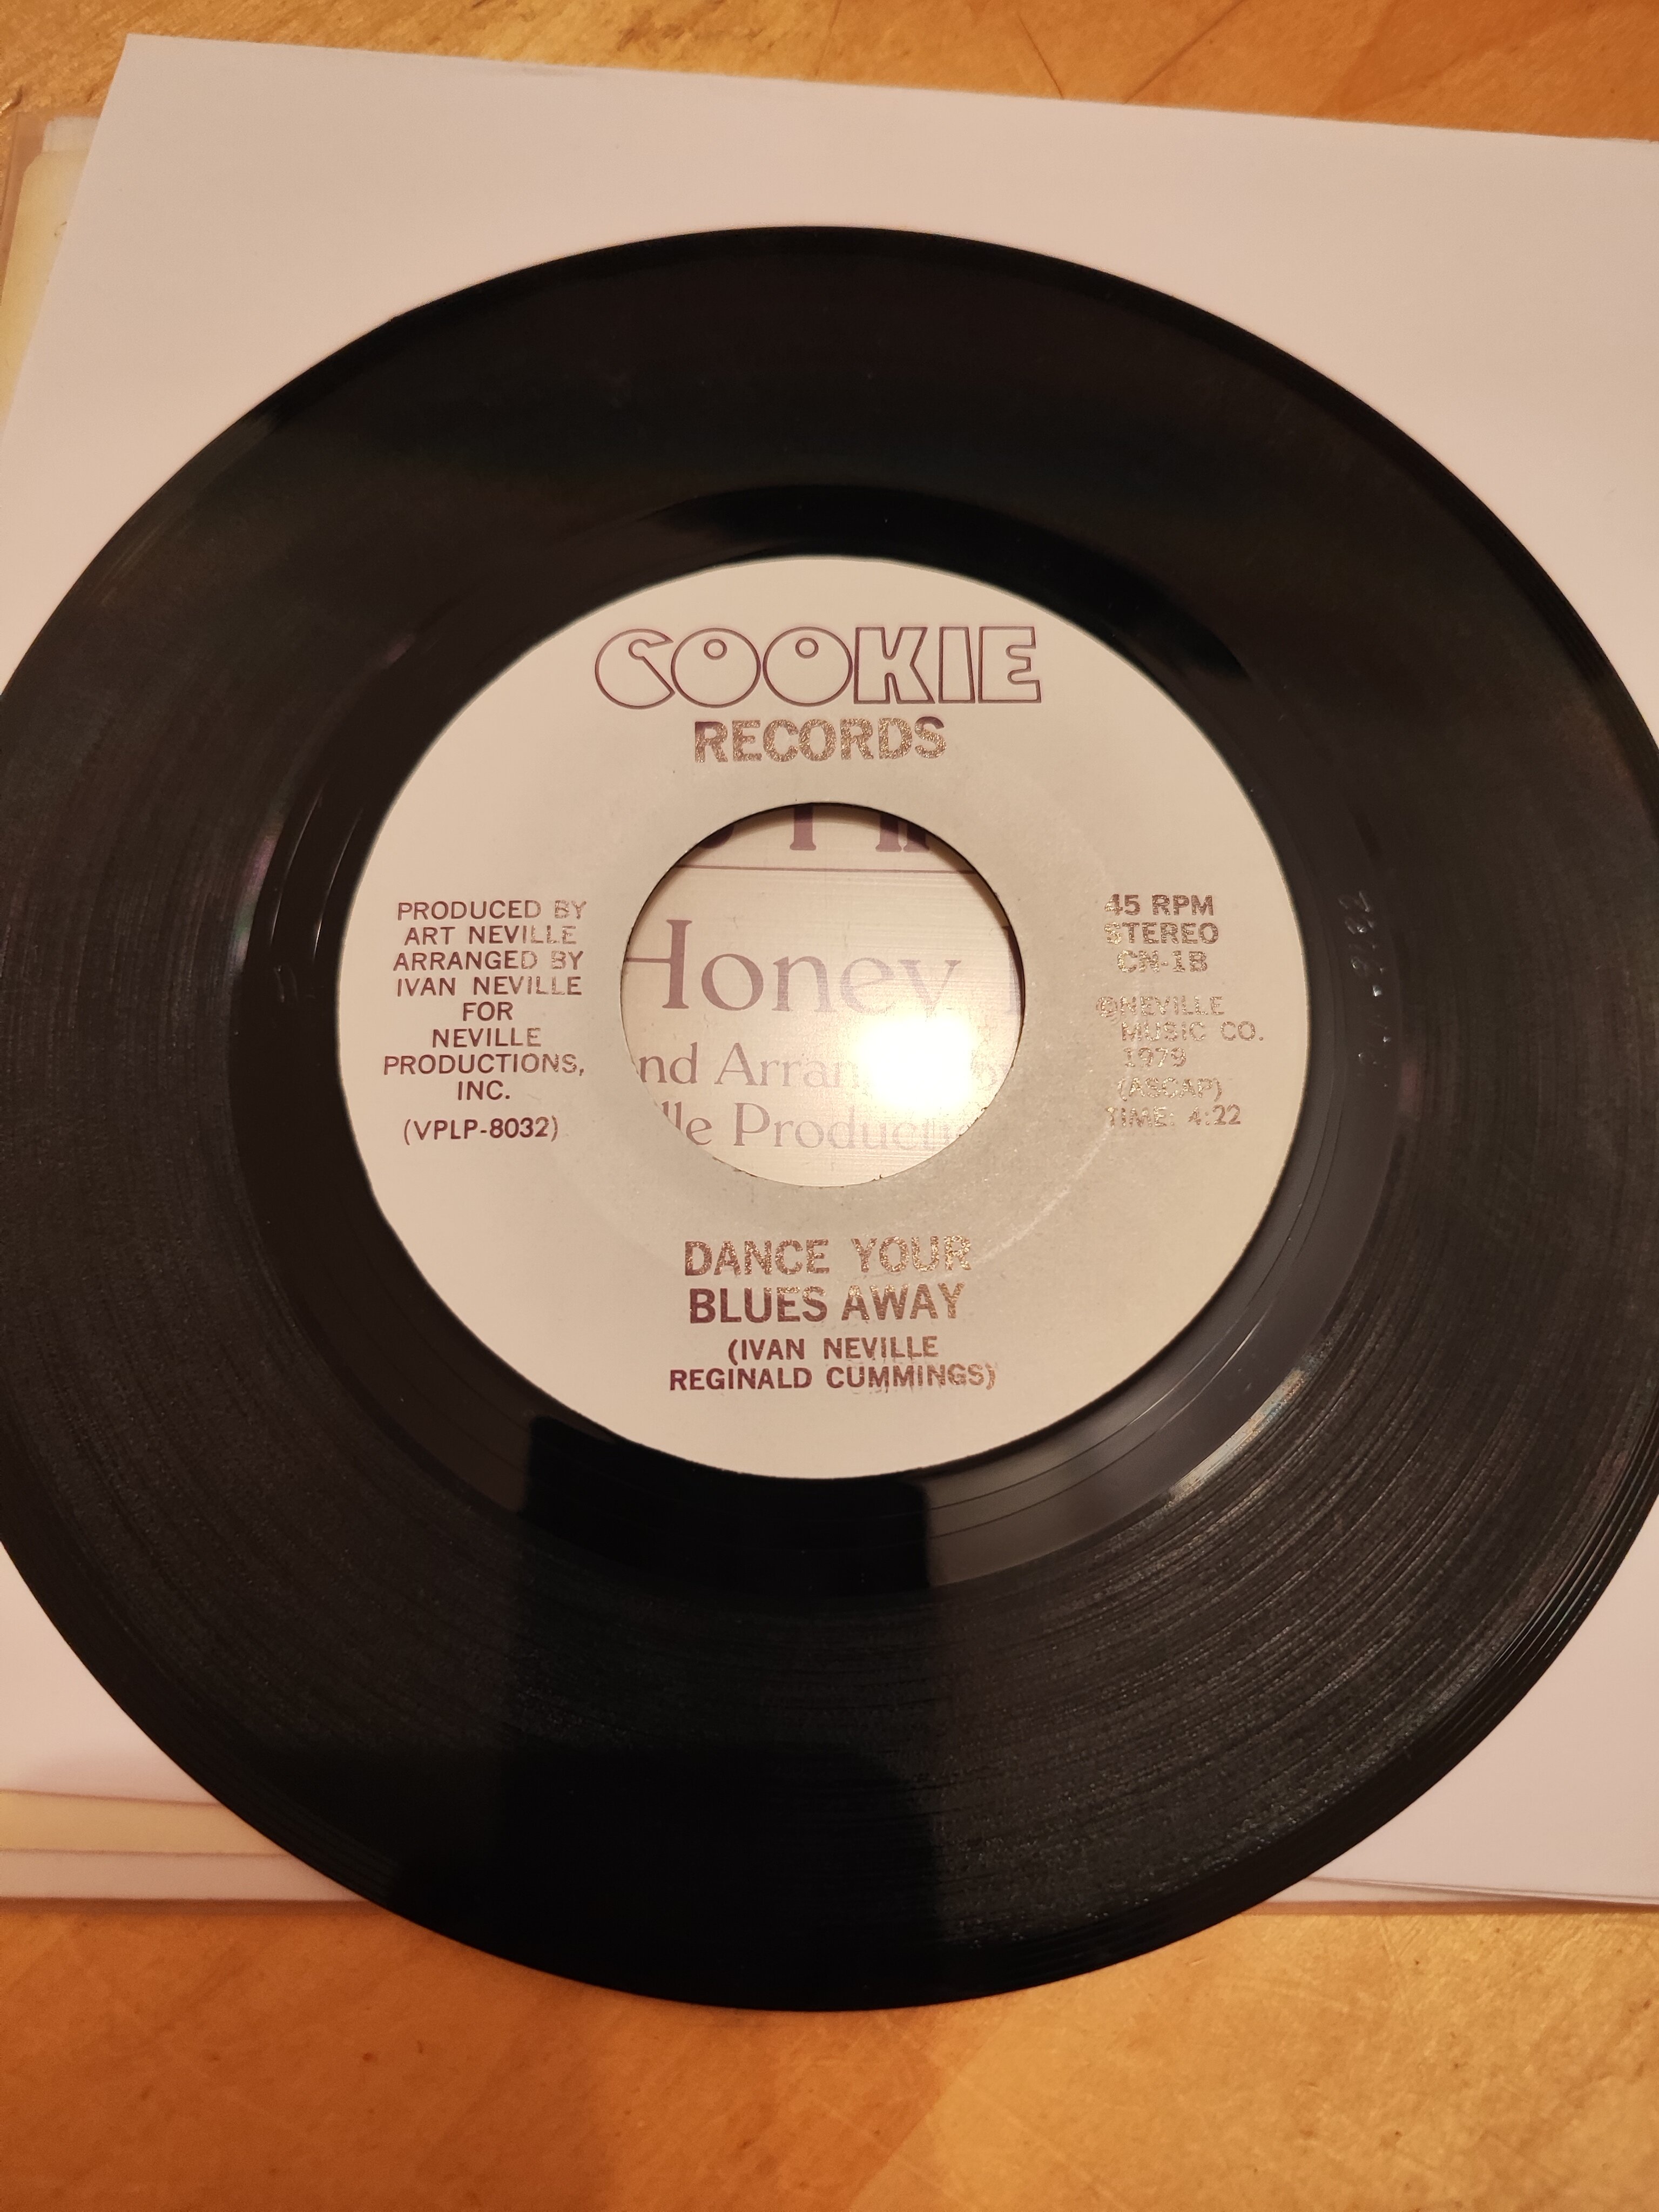 COOKIE
RECORDS
PRODUCED BY
ART NEVILLE
ARRANGED BY
IVAN NEVILLE
FOR
NEVILLE
PRODUCTIONS,
INC.
(VPLP-8032)
45 RPM
STEREO
CN-1B
©NEVILLE
MUSIC CO.
1979
(ASCAP)
TIME: 4:22
Honey
nd Arran
lle Producti
DANCE YOUR
BLUES AWAY
(IVAN NEVILLE
REGINALD CUMMINGS)